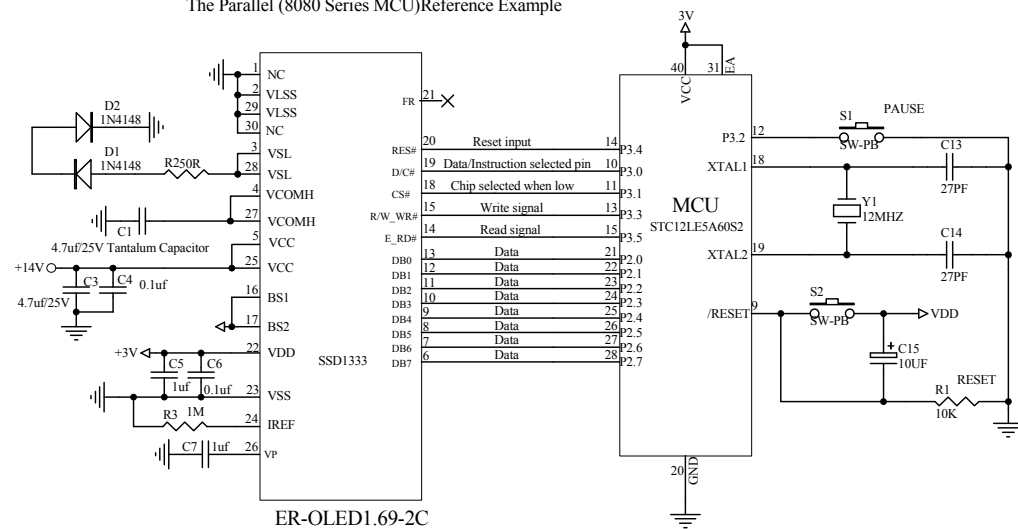 The Parallel (8080 Series MCU)Reference Example
3V
40
31
VCC
EA
1
NC
2
VLSS
29
VLSS
30
NC
3
VSL
28
VSL
4
VCOMH
27
VCOMH
5
VCC
25
VCC
16
BS1
17
BS2
22
VDD
23
VSS
24
IREF
26
VP
D2
1N4148
D1
1N4148
R250R
C1
4.7uf/25V Tantalum Capacitor
+14V
C3
C4
0.1uf
4.7uf/25V
+3V
C5
C6
1uf
0.1uf
R3
1M
C7
1uf
SSD1333
ER-OLED1.69-2C
FR
21
RES#
20
Reset input
14
P3.4
D/C#
19
Data/Instruction selected pin
10
P3.0
CS#
18
Chip selected when low
11
P3.1
R/W_WR#
15
Write signal
13
P3.3
E_RD#
14
Read signal
15
P3.5
DB0
13
Data
21
P2.0
DB1
12
Data
22
P2.1
DB2
11
Data
23
P2.2
DB3
10
Data
24
P2.3
DB4
9
Data
25
P2.4
DB5
8
Data
26
P2.5
DB6
7
Data
27
P2.6
DB7
6
Data
28
P2.7
MCU
STC12LE5A60S2
P3.2
12
XTAL1
18
XTAL2
19
/RESET
9
20
GND
S1
PAUSE
SW-PB
C13
27PF
Y1
12MHZ
C14
27PF
S2
SW-PB
VDD
C15
+
10UF
R1
RESET
10K